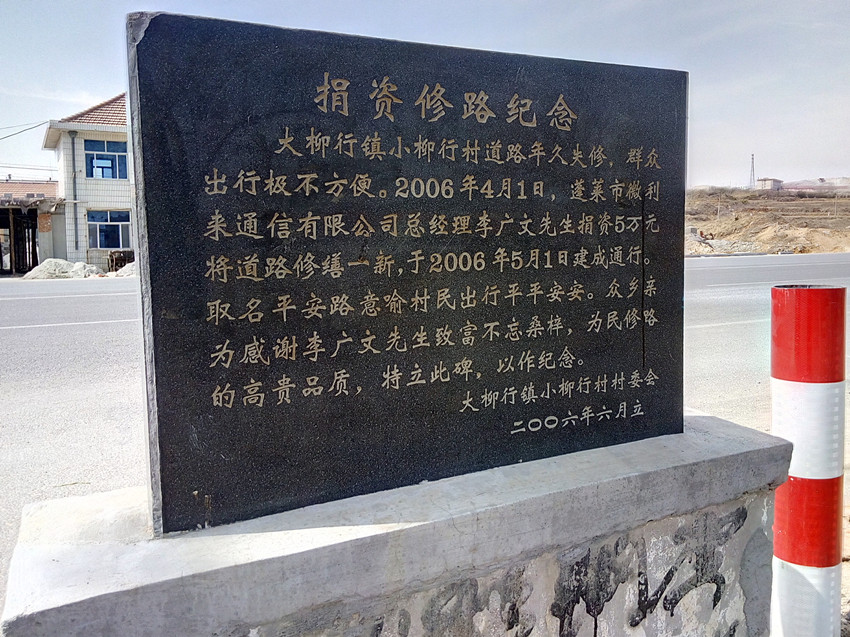 捐资修路纪念
大柳行镇小柳行村道路年久失修，群众
出行极不方便。2006年4月1日，蓬莱市微利
来通信有限公司总经理李广文先生捐资5万元
将道路修缮一新，于2006年5月1日建成通行。
取名平安路意喻村民出行平平安安。众乡亲
为感谢李广文先生致富不忘桑梓，为民修路
的高贵品质，特立此碑，以作纪念。
大柳行镇小柳行村村委会
二〇〇六年六月立